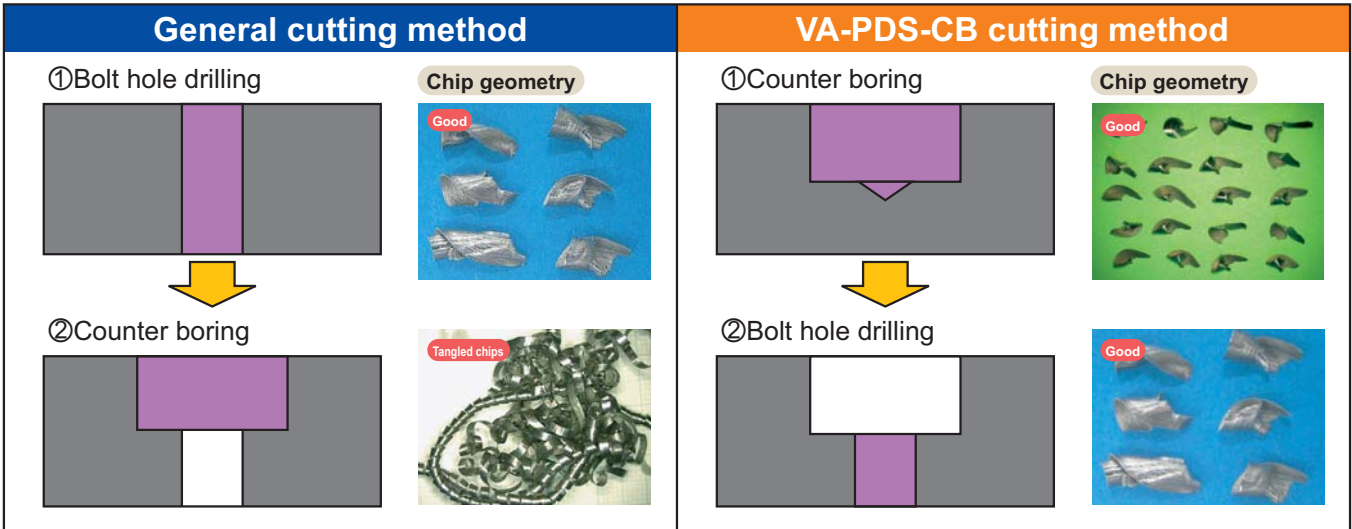 General cutting method
①Bolt hole drilling
Chip geometry
Good
②Counter boring
Tangled chips
VA-PDS-CB cutting method
①Counter boring
Chip geometry
Good
②Bolt hole drilling
Good